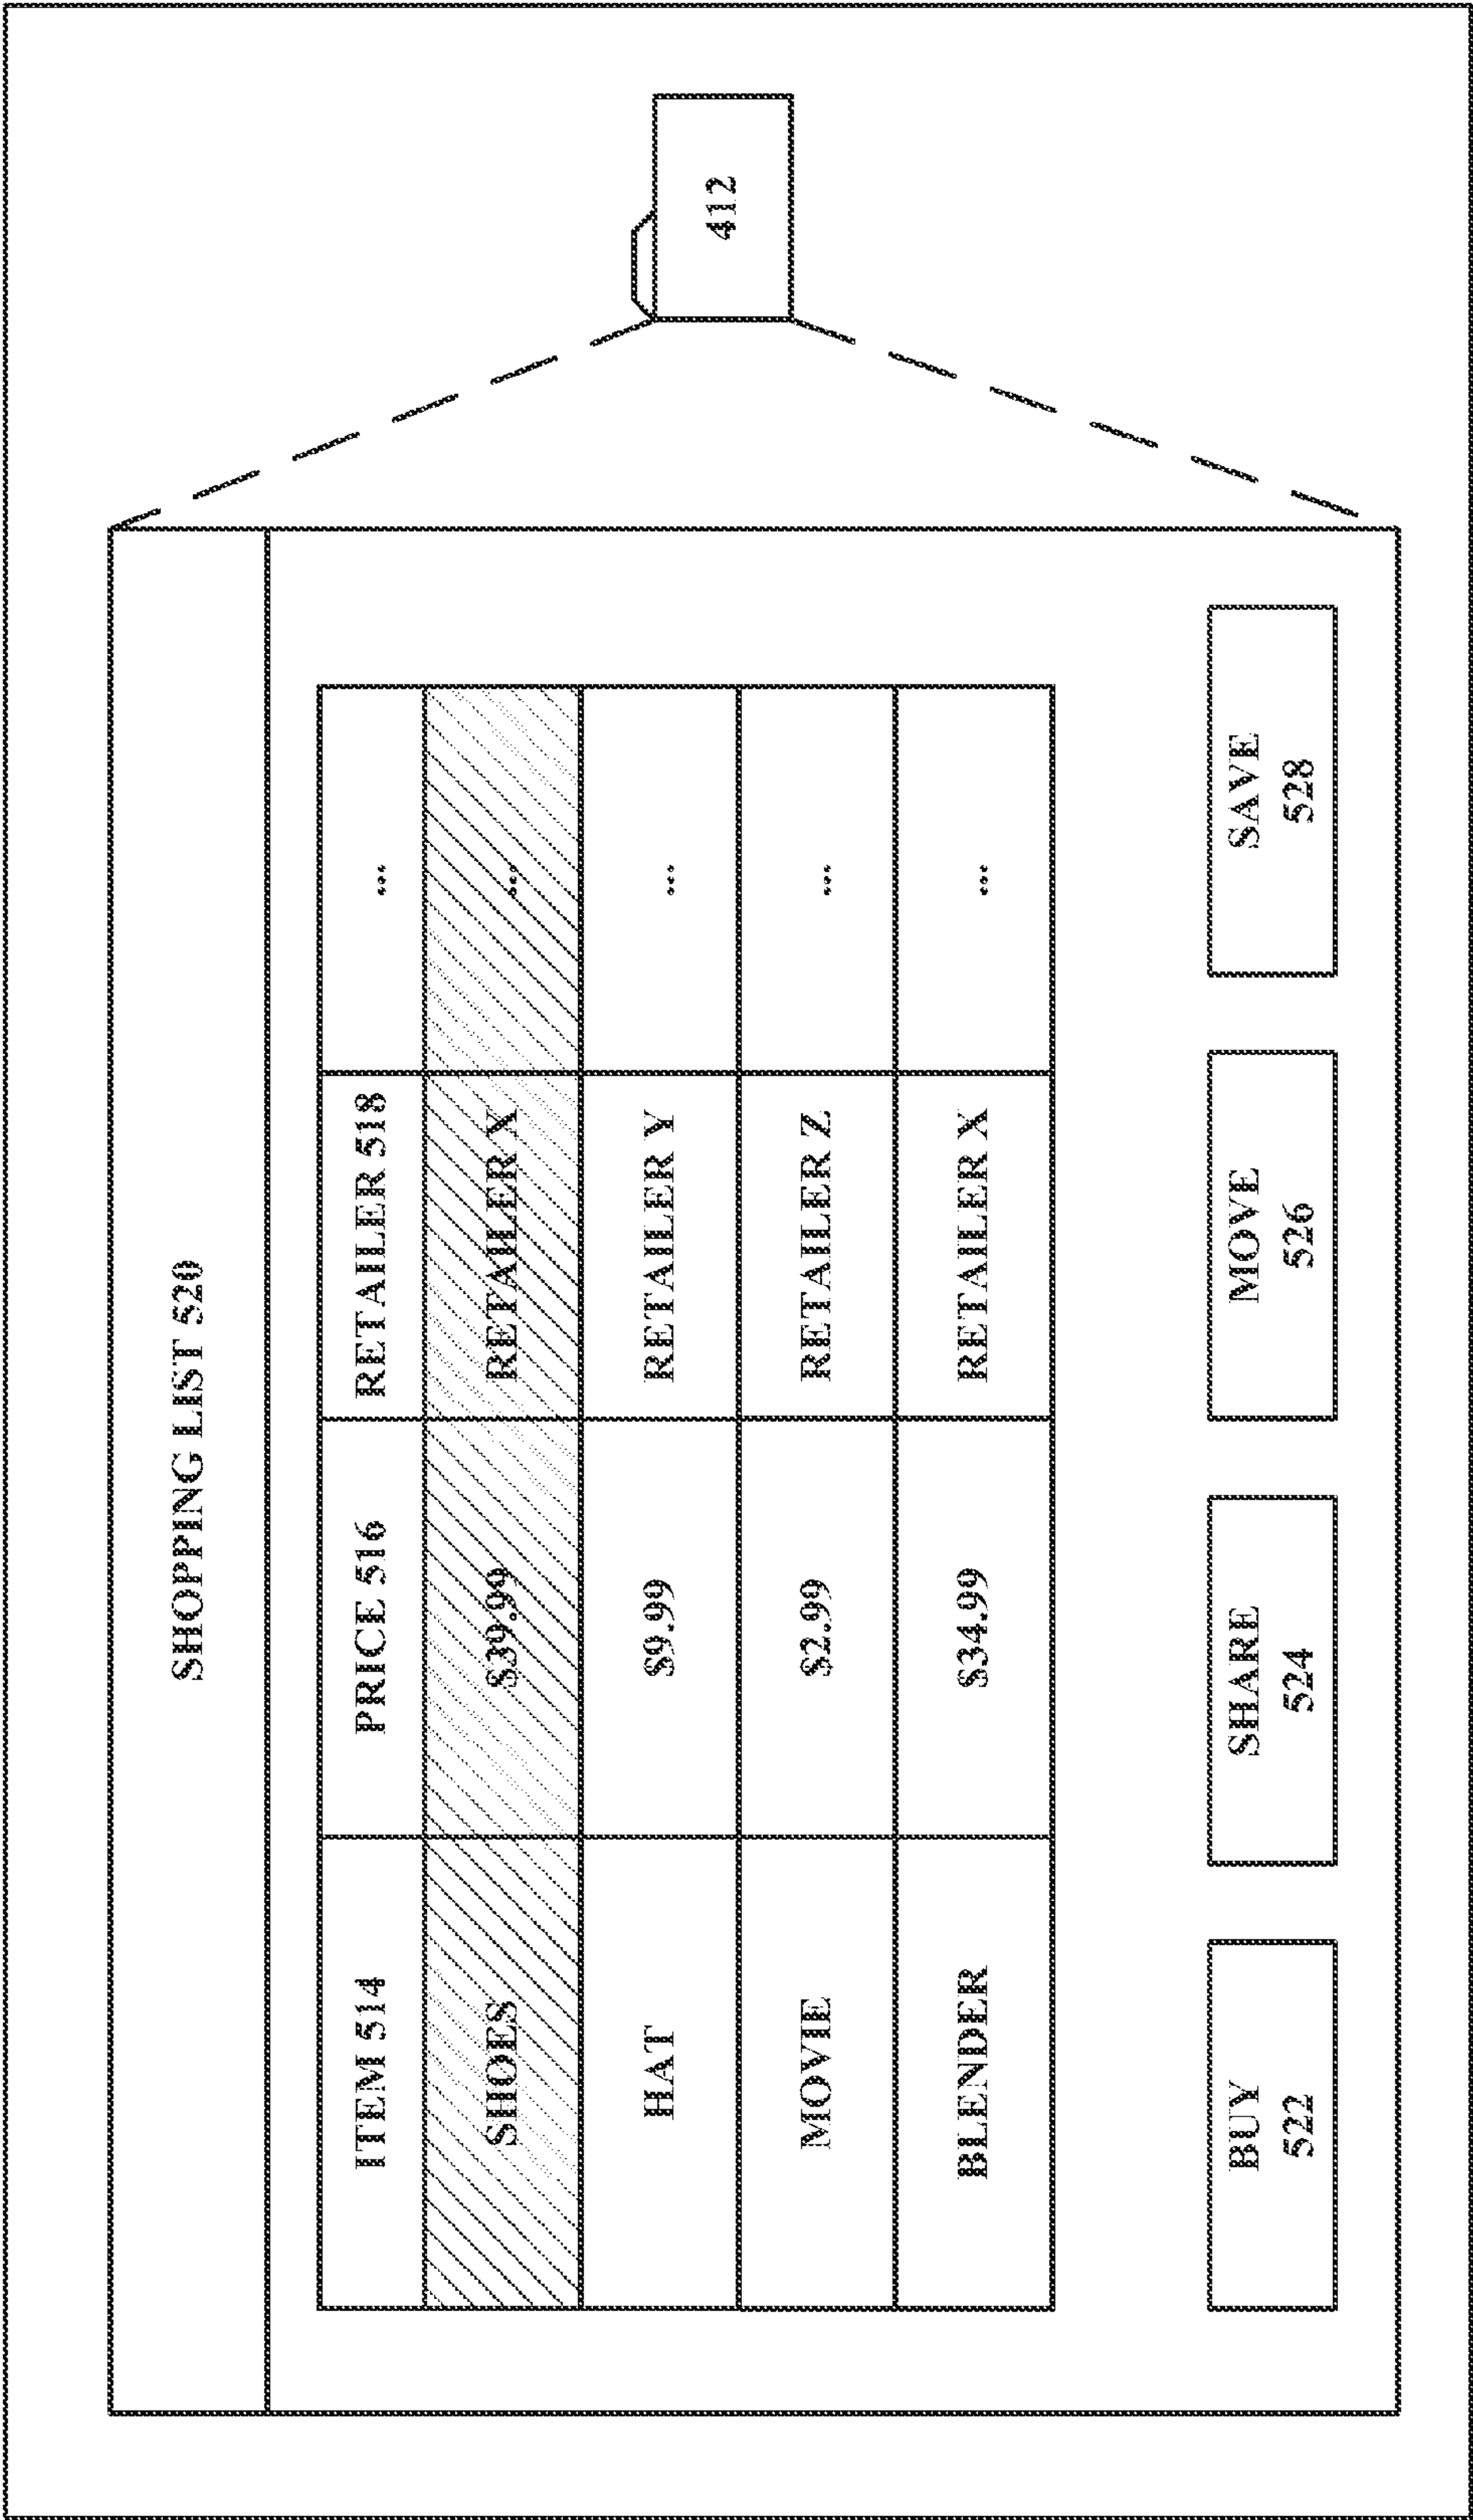 SHOPPING LIST 520
ITEM 514 PRICE 516 RETAILER 518 ...
SHOES $39.99 RETAILER X ...
HAT $9.99 RETAILER Y ...
MOVIE $2.99 RETAILER Z ...
BLENDER $34.99 RETAILER X ...
BUY
522
SHARE
524
MOVE
526
SAVE
528
412